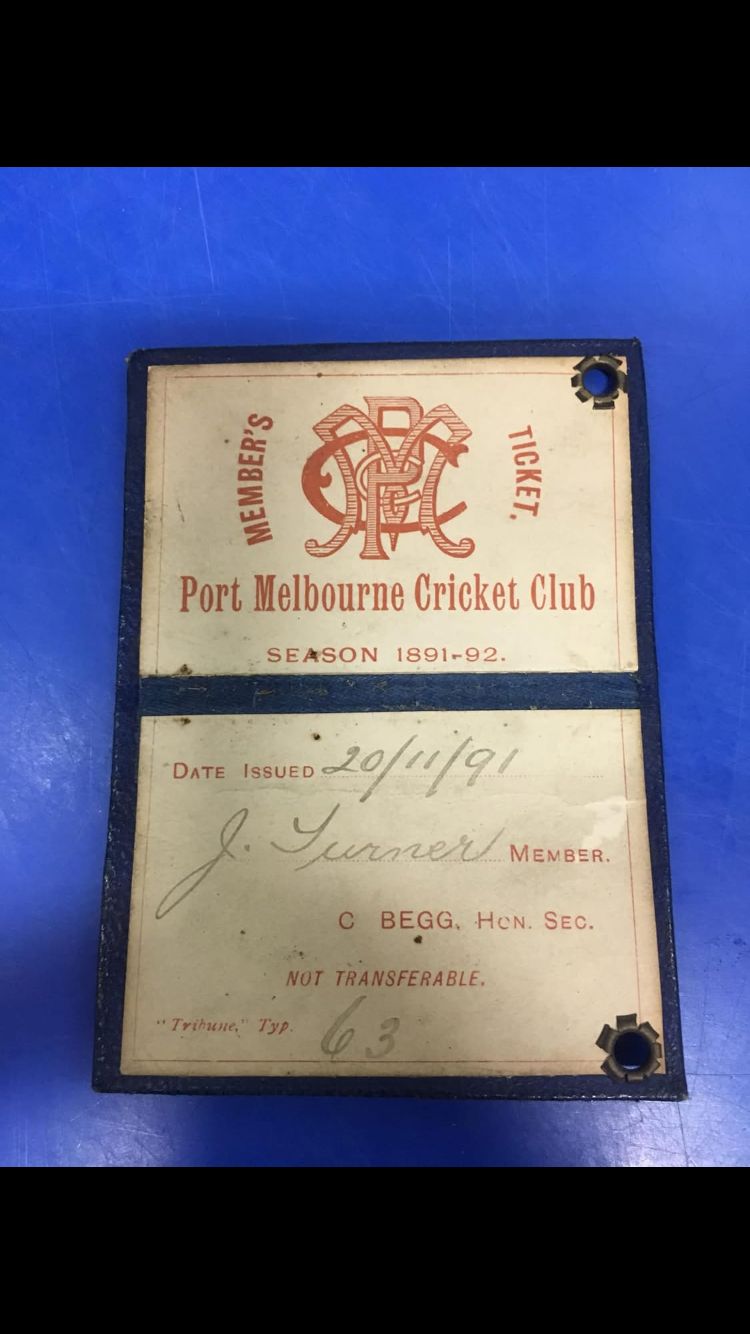 MEMBER'S TICKET.
PMCC
Port Melbourne Cricket Club
SEASON 1891-92.
DATE ISSUED 20/11/91
J. Turner MEMBER.
C BEGG, HON. SEC.
NOT TRANSFERABLE.
"Tribune," Typ. 63